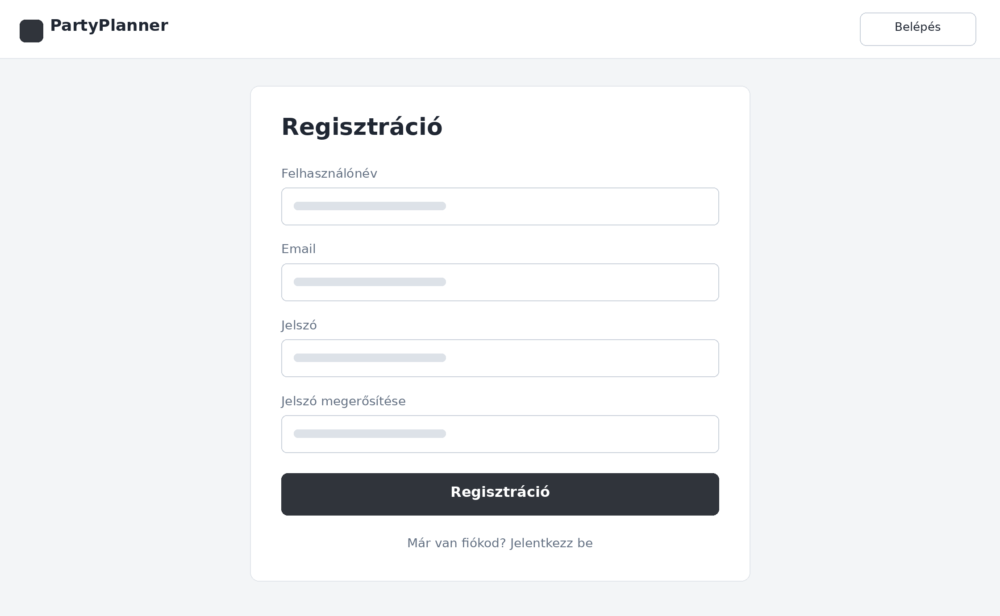 PartyPlanner
Belépés
Regisztráció
Felhasználónév
Email
Jelszó
Jelszó megerősítése
Regisztráció
Már van fiókod? Jelentkezz be